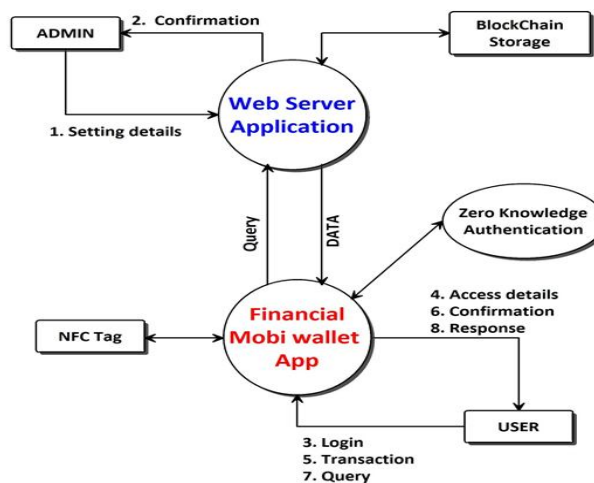 2. Confirmation
ADMIN
BlockChain
Storage
Web Server
Application
1. Setting details
Query
DATA
Zero Knowledge
Authentication
Financial
Mobi wallet
App
4. Access details
6. Confirmation
8. Response
NFC Tag
USER
3. Login
5. Transaction
7. Query